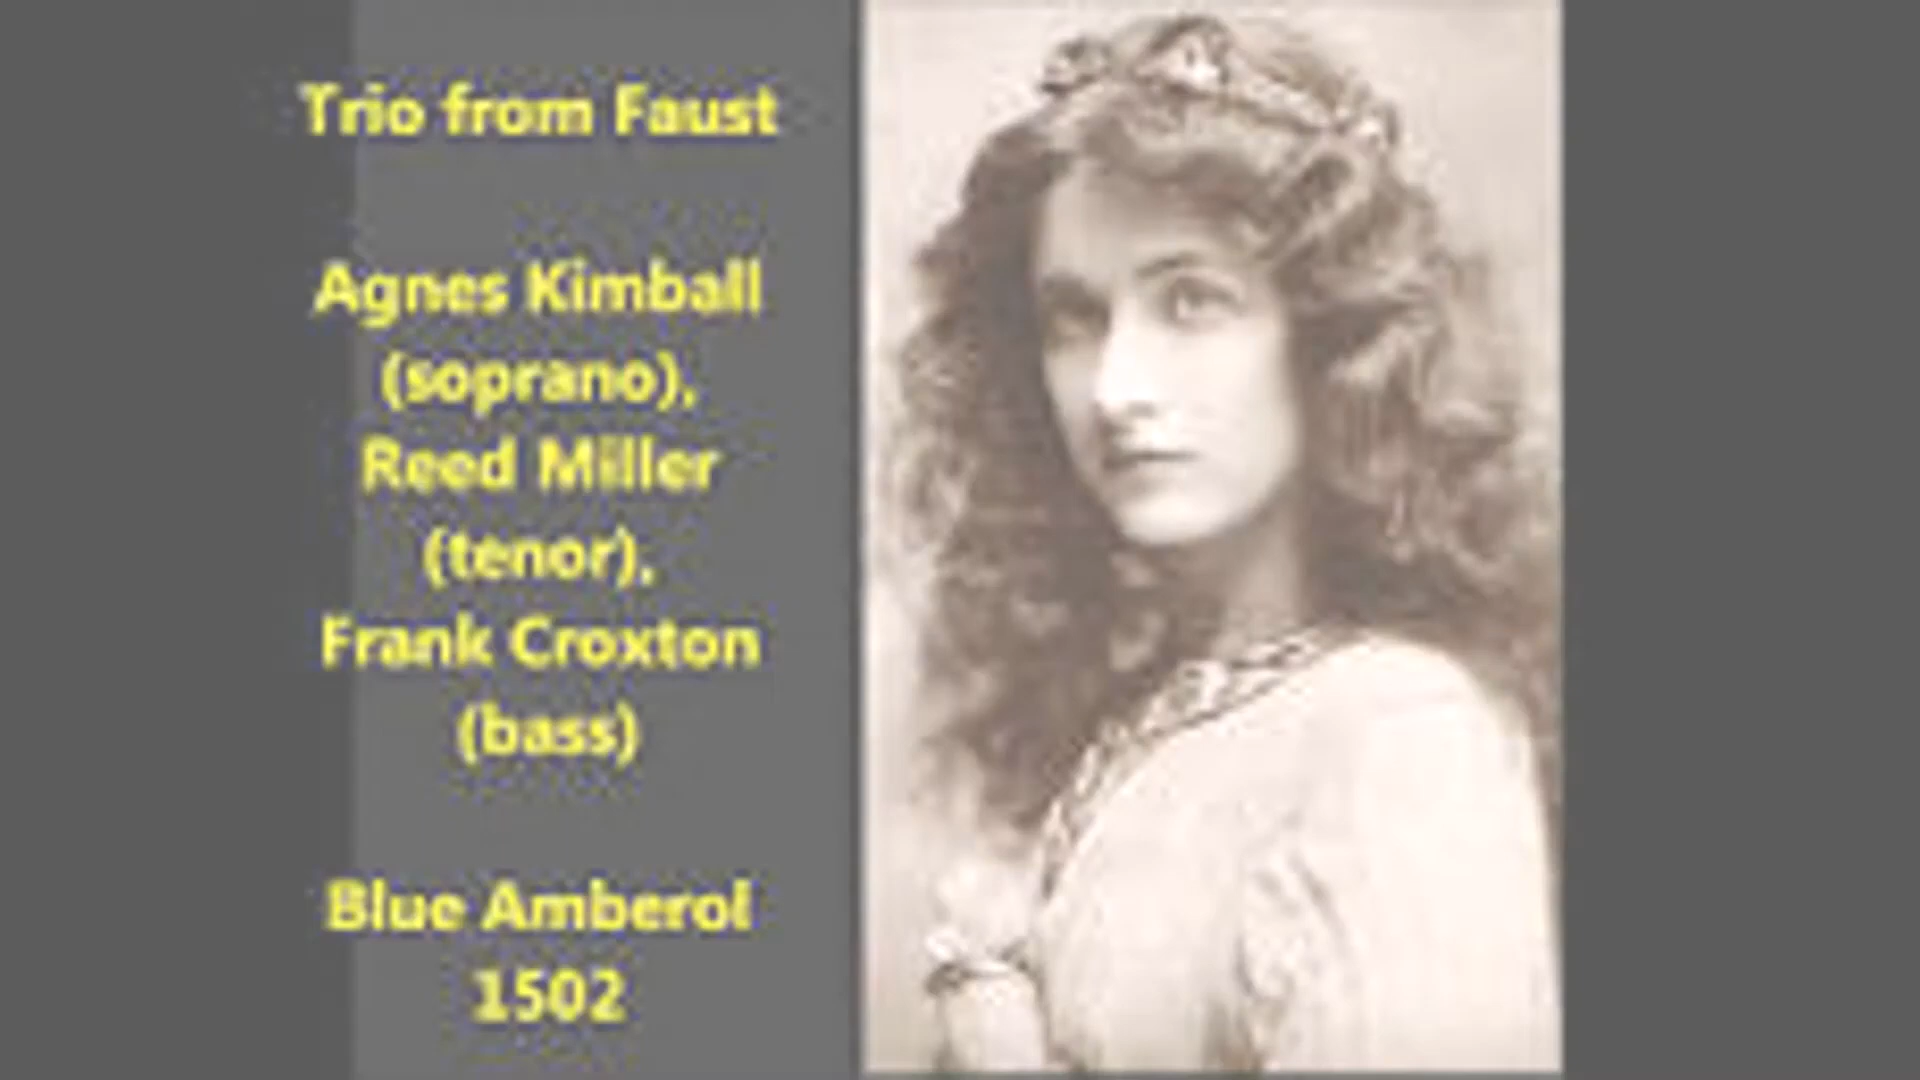 Trio from Faust
Agnes Kimball
(soprano),
Reed Miller
(tenor),
Frank Croxton
(bass)
Blue Amberol
1502